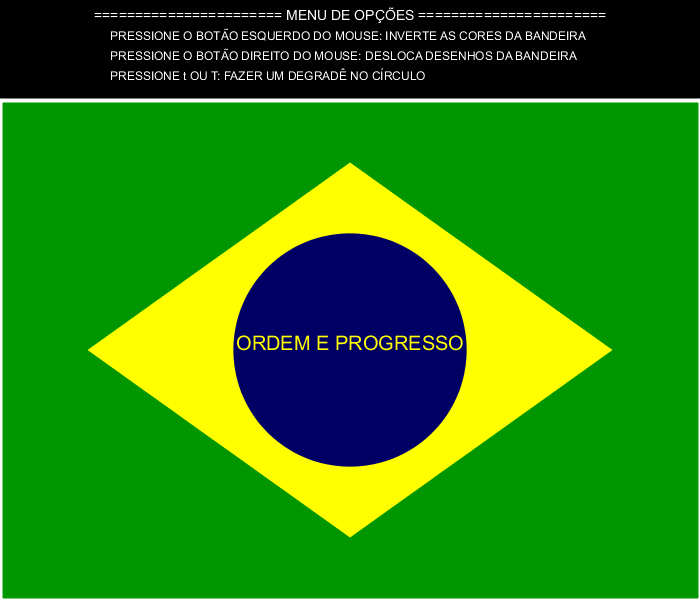 ======================= MENU DE OPÇÕES =======================
PRESSIONE O BOTÃO ESQUERDO DO MOUSE: INVERTE AS CORES DA BANDEIRA
PRESSIONE O BOTÃO DIREITO DO MOUSE: DESLOCA DESENHOS DA BANDEIRA
PRESSIONE t OU T: FAZER UM DEGRADÊ NO CÍRCULO
ORDEM E PROGRESSO